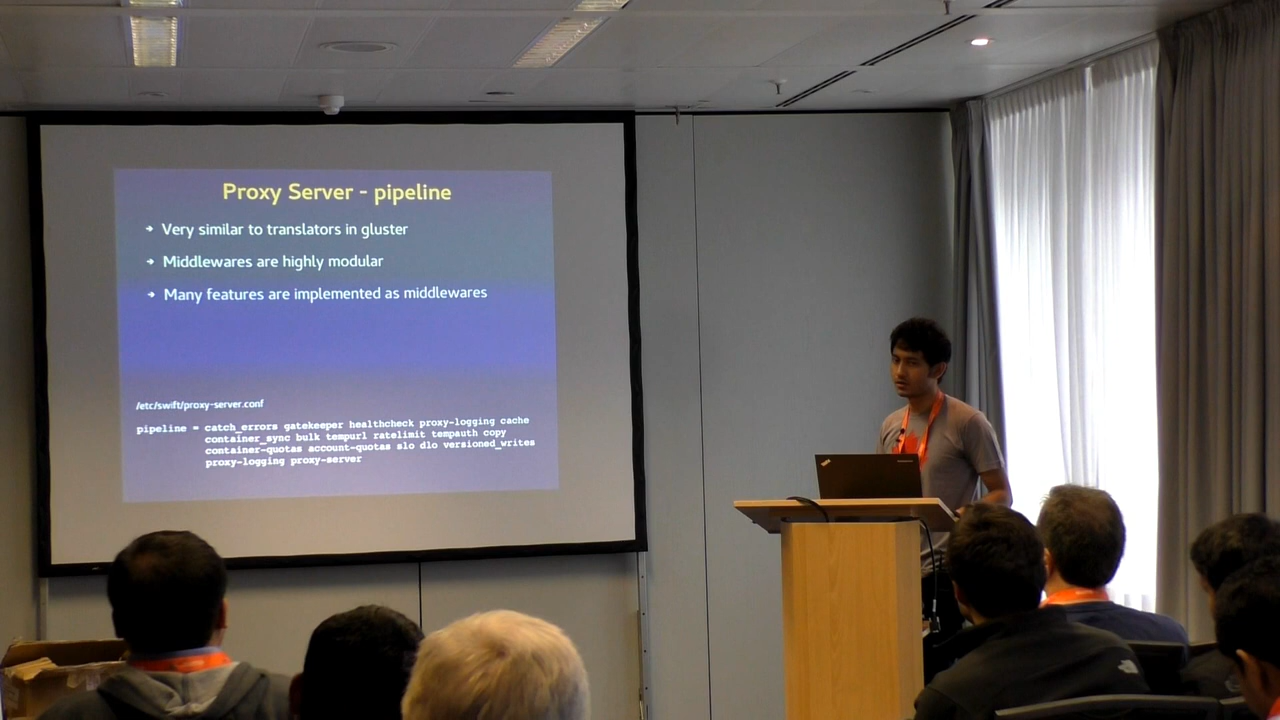 Proxy Server - pipeline
→ Very similar to translators in gluster
→ Middlewares are highly modular
→ Many features are implemented as middlewares
/etc/swift/proxy-server.conf
pipeline = catch_errors gatekeeper healthcheck proxy-logging cache
container_sync bulk tempurl ratelimit tempauth copy
container-quotas account-quotas slo dlo versioned_writes
proxy-logging proxy-server